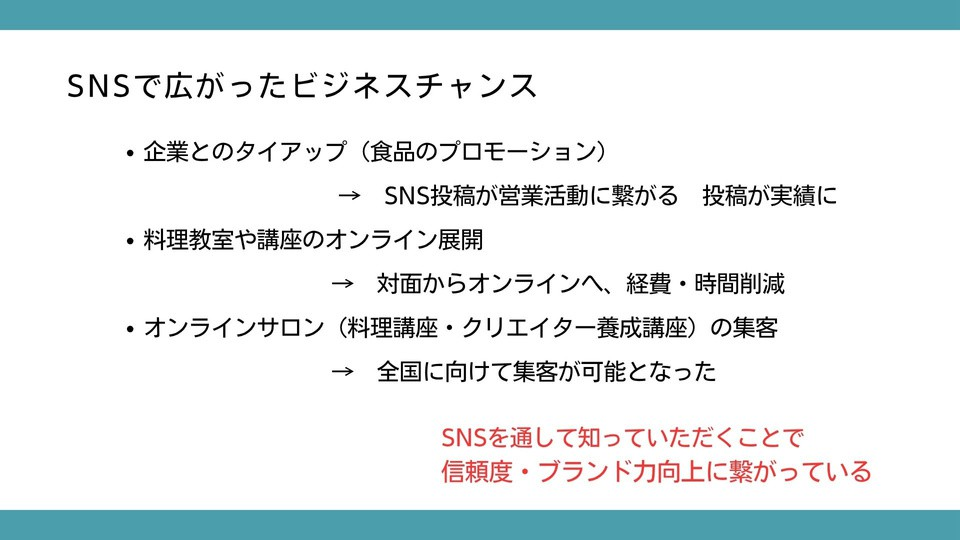 SNSで広がったビジネスチャンス
• 企業とのタイアップ（食品のプロモーション）
→　SNS投稿が営業活動に繋がる　投稿が実績に
• 料理教室や講座のオンライン展開
→　対面からオンラインへ、経費・時間削減
• オンラインサロン（料理講座・クリエイター養成講座）の集客
→　全国に向けて集客が可能となった
SNSを通して知っていただくことで
信頼度・ブランド力向上に繋がっている